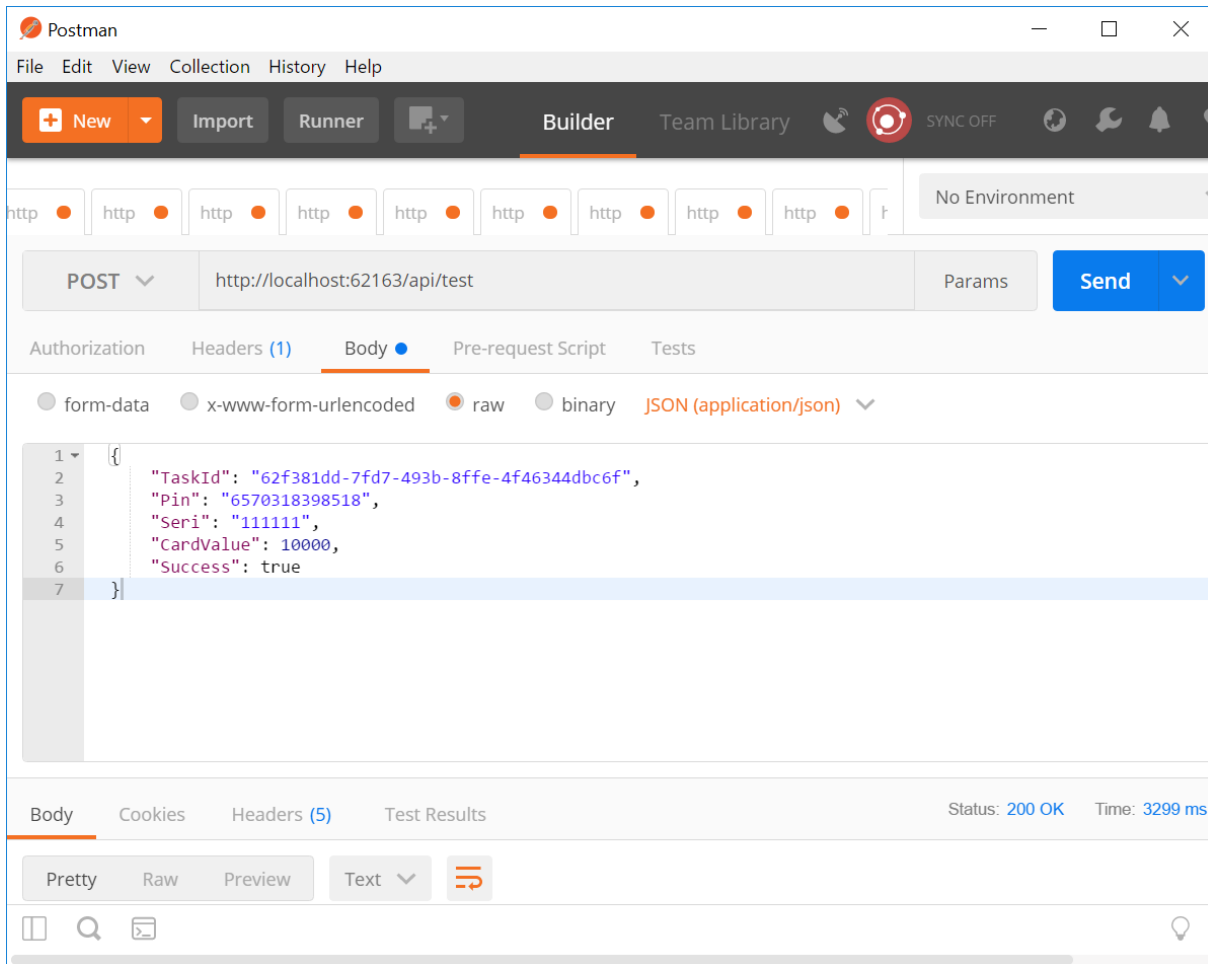 Postman
File Edit View Collection History Help
New Import Runner Builder Team Library SYNC OFF
http http http http http http http http http No Environment
POST http://localhost:62163/api/test Params Send
Authorization Headers (1) Body Pre-request Script Tests
form-data x-www-form-urlencoded raw binary JSON (application/json)
1 {
2 "TaskId": "62f381dd-7fd7-493b-8ffe-4f46344dbc6f",
3 "Pin": "6570318398518",
4 "Seri": "111111",
5 "CardValue": 10000,
6 "Success": true
7 }
Body Cookies Headers (5) Test Results Status: 200 OK Time: 3299 ms
Pretty Raw Preview Text